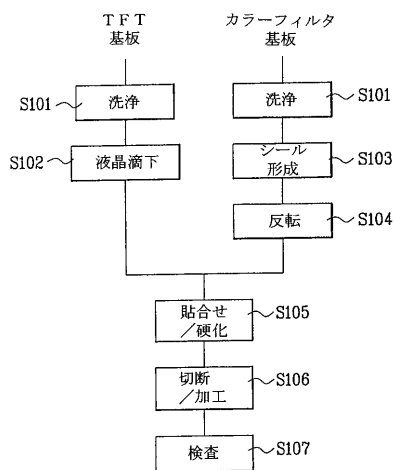 TFT
基板
カラーフィルタ
基板
S101
洗浄
洗浄
S101
S102
液晶滴下
シール
形成
S103
反転
S104
貼合せ
/硬化
S105
切断
/加工
S106
検査
S107